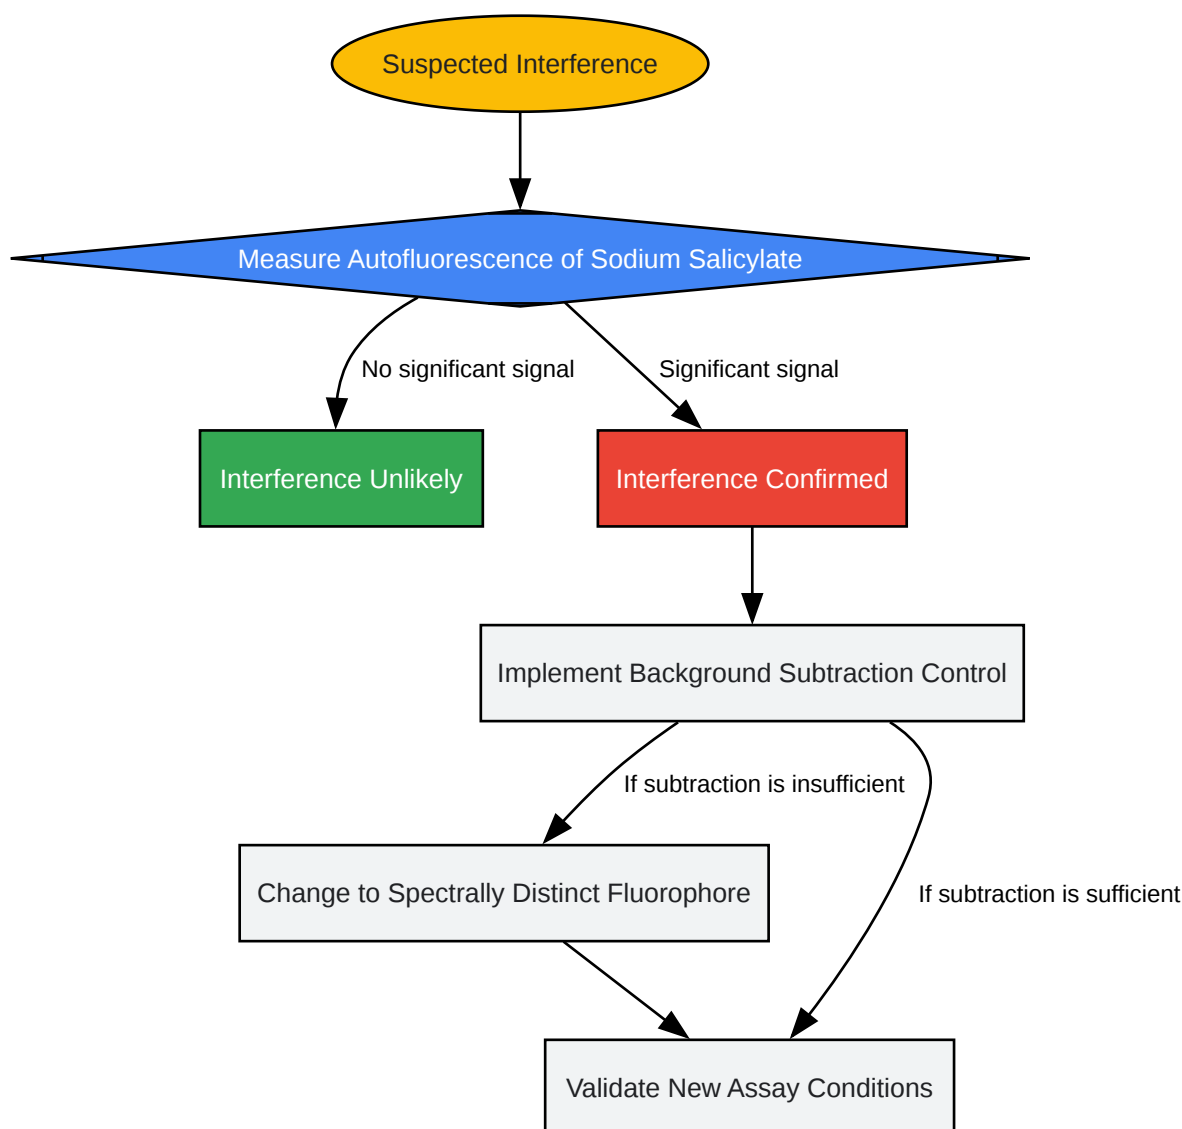 Suspected Interference
Measure Autofluorescence of Sodium Salicylate
No significant signal
Significant signal
Interference Unlikely
Interference Confirmed
Implement Background Subtraction Control
If subtraction is insufficient
Change to Spectrally Distinct Fluorophore
If subtraction is sufficient
Validate New Assay Conditions